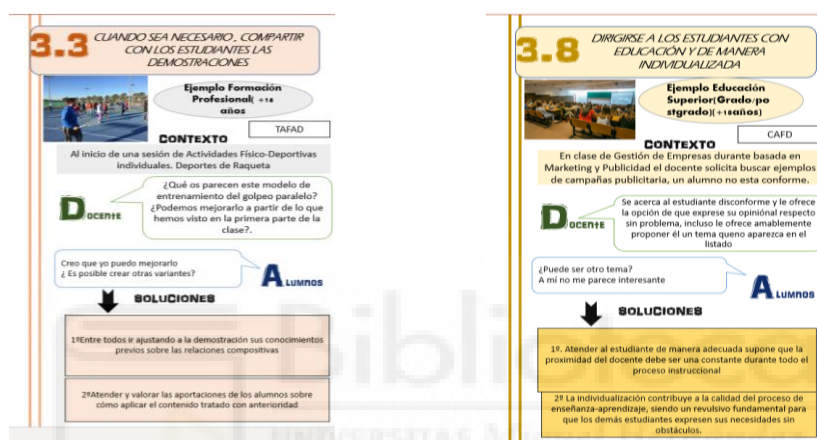 3.3
CUANDO SEA NECESARIO, COMPARTIR
CON LOS ESTUDIANTES LAS
DEMOSTRACIONES
Ejemplo Formación
Profesional( +16
años
TAFAD
CONTEXTO
Al inicio de una sesión de Actividades Físico-Deportivas
individuales. Deportes de Raqueta
¿Qué os parecen este modelo de
entrenamiento del golpeo paralelo?
¿Podemos mejorarlo a partir de lo que
hemos visto en la primera parte de la
clase?.
DOCENTE
Creo que yo puedo mejorarlo
¿ Es posible crear otras variantes?
ALUMNOS
SOLUCIONES
1ºEntre todos ir ajustando a la demostración sus conocimientos
previos sobre las relaciones compositivas
2ºAtender y valorar las aportaciones de los alumnos sobre
cómo aplicar el contenido tratado con anterioridad
3.8
DIRIGIRSE A LOS ESTUDIANTES CON
EDUCACIÓN Y DE MANERA
INDIVIDUALIZADA
Ejemplo Educación
Superior(Grado/po
stgrado)(+18años)
CAFD
CONTEXTO
En clase de Gestión de Empresas durante basada en
Marketing y Publicidad el docente solicita buscar ejemplos
de campañas publicitaria, un alumno no esta conforme.
Se acerca al estudiante disconforme y le ofrece
la opción de que exprese su opiniónal respecto
sin problema, incluso le ofrece amablemente
proponer él un tema queno aparezca en el
listado
DOCENTE
¿Puede ser otro tema?
A mí no me parece interesante
ALUMNOS
SOLUCIONES
1º. Atender al estudiante de manera adecuada supone que la
proximidad del docente debe ser una constante durante todo el
proceso instruccional
2º La individualización contribuye a la calidad del proceso de
enseñanza-aprendizaje, siendo un revulsivo fundamental para
que los demás estudiantes expresen sus necesidades sin
obstáculos.
Biblioteca